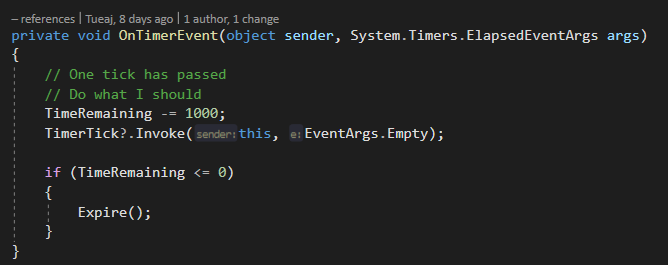 – references | Tueaj, 8 days ago | 1 author, 1 change
private void OnTimerEvent(object sender, System.Timers.ElapsedEventArgs args)
{
// One tick has passed
// Do what I should
TimeRemaining -= 1000;
TimerTick?.Invoke(sender: this, e: EventArgs.Empty);
if (TimeRemaining <= 0)
{
Expire();
}
}